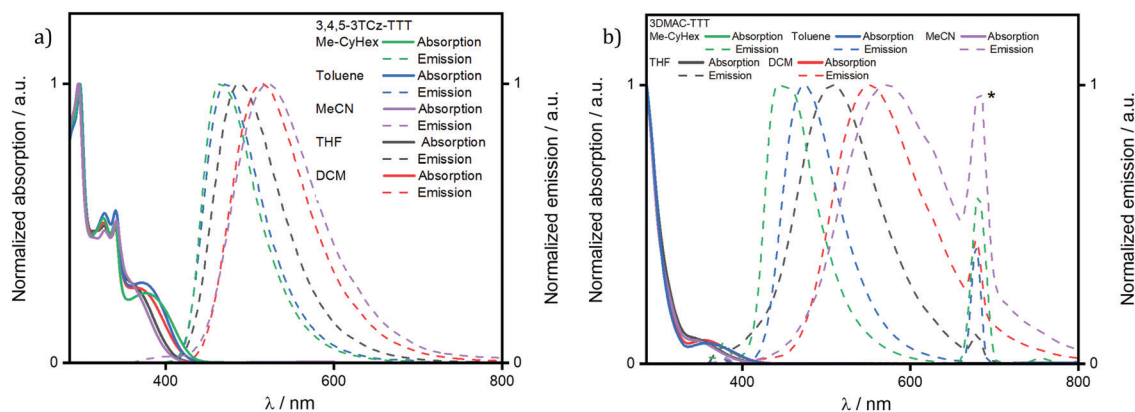 a)
3,4,5-3TCz-TTT
Me-CyHex Absorption
Emission
Toluene Absorption
Emission
MeCN Absorption
Emission
THF Absorption
Emission
DCM Absorption
Emission
Normalized absorption / a.u.
Normalized emission / a.u.
1
0
1
0
400 600 800
λ / nm
b)
3DMAC-TTT
Me-CyHex Absorption Toluene Absorption MeCN Absorption
Emission Emission Emission
THF Absorption DCM Absorption
Emission Emission
*
Normalized absorption / a.u.
Normalized emission / a.u.
1
0
1
0
400 600 800
λ / nm